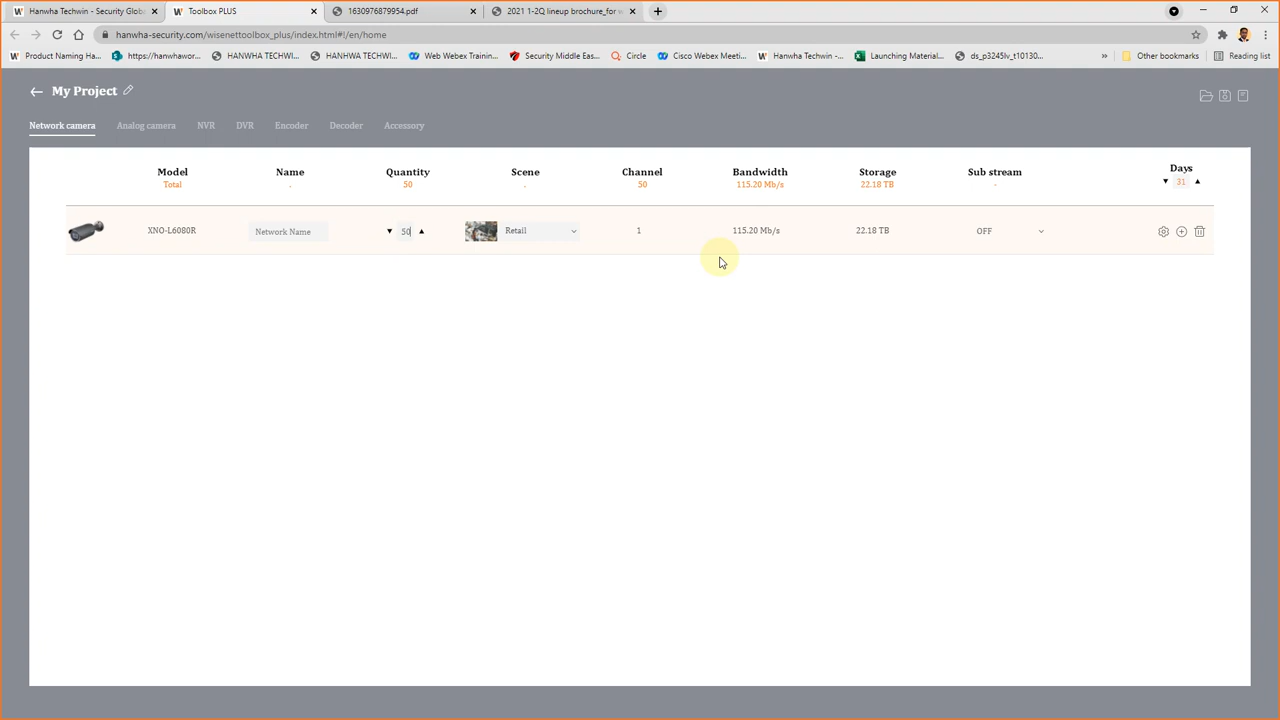 Hanwha Techwin - Security Globa
Toolbox PLUS
1630976879954.pdf
2021 1-2Q lineup brochure_for w
hanwha-security.com/wisenettoolbox_plus/index.html#!/en/home
Product Naming Ha...
https://hanwhawor...
HANWHA TECHWI...
HANHWA TECHWI...
Web Webex Trainin...
Security Middle Eas...
Circle
Cisco Webex Meeti...
Hanwha Techwin -...
Launching Material...
ds_p3245lv_t10130...
»
Other bookmarks
Reading list
My Project
Network camera
Analog camera
NVR
DVR
Encoder
Decoder
Accessory
Model
Name
Quantity
Scene
Channel
Bandwidth
Storage
Sub stream
Days
Total
.
50
.
50
115.20 Mb/s
22.18 TB
-
31
XNO-L6080R
Network Name
50
Retail
1
115.20 Mb/s
22.18 TB
OFF